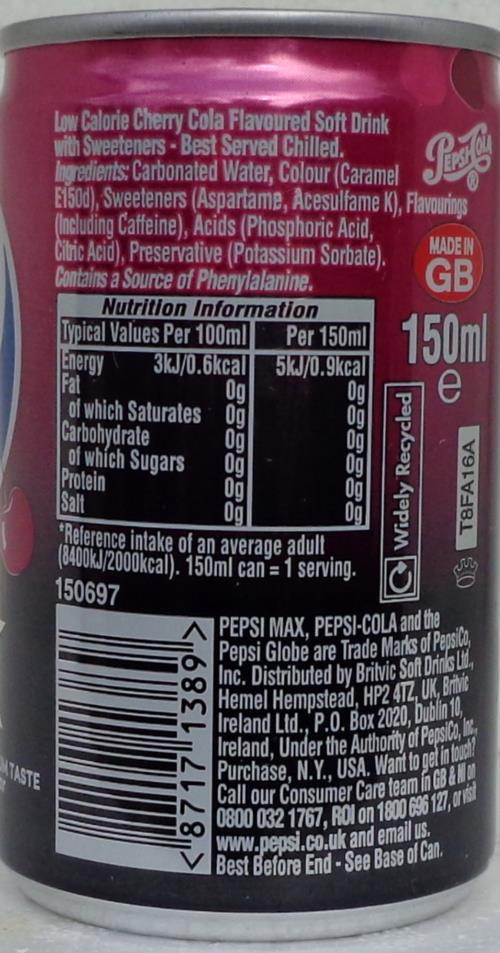 Low Calorie Cherry Cola Flavoured Soft Drink
with Sweeteners - Best Served Chilled.
Ingredients: Carbonated Water, Colour (Caramel
E150d), Sweeteners (Aspartame, Acesulfame K), Flavourings
(Including Caffeine), Acids (Phosphoric Acid,
Citric Acid), Preservative (Potassium Sorbate).
Contains a Source of Phenylalanine.
PEPSI-COLA
®
MADE IN
GB
150ml
e
Nutrition Information
Typical Values Per 100ml Per 150ml
Energy 3kJ/0.6kcal 5kJ/0.9kcal
Fat 0g 0g
of which Saturates 0g 0g
Carbohydrate 0g 0g
of which Sugars 0g 0g
Protein 0g 0g
Salt 0g 0g
*Reference intake of an average adult
(8400kJ/2000kcal). 150ml can = 1 serving.
Widely Recycled
T8FA16A
150697
<8717 1389>
PEPSI MAX, PEPSI-COLA and the
Pepsi Globe are Trade Marks of PepsiCo,
Inc. Distributed by Britvic Soft Drinks Ltd.,
Hemel Hempstead, HP2 4TZ, UK, Britvic
Ireland Ltd., P.O. Box 2020, Dublin 10,
Ireland, Under the Authority of PepsiCo, Inc.,
Purchase, N.Y., USA. Want to get in touch?
Call our Consumer Care team in GB & NI on
0800 032 1767, ROI on 1800 696 127, or visit
www.pepsi.co.uk and email us.
Best Before End - See Base of Can.
TASTE